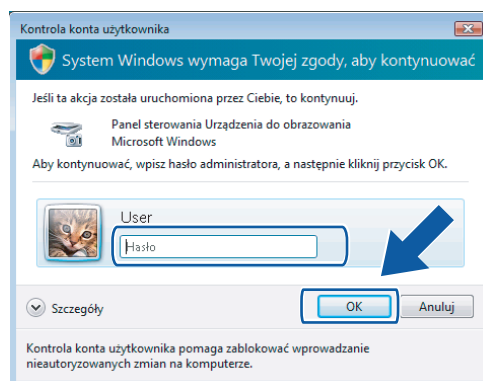 Kontrola konta użytkownika
System Windows wymaga Twojej zgody, aby kontynuować
Jeśli ta akcja została uruchomiona przez Ciebie, to kontynuuj.
Panel sterowania Urządzenia do obrazowania
Microsoft Windows
Aby kontynuować, wpisz hasło administratora, a następnie kliknij przycisk OK.
User
Hasło
Szczegóły
OK
Anuluj
Kontrola konta użytkownika pomaga zablokować wprowadzanie
nieautoryzowanych zmian na komputerze.